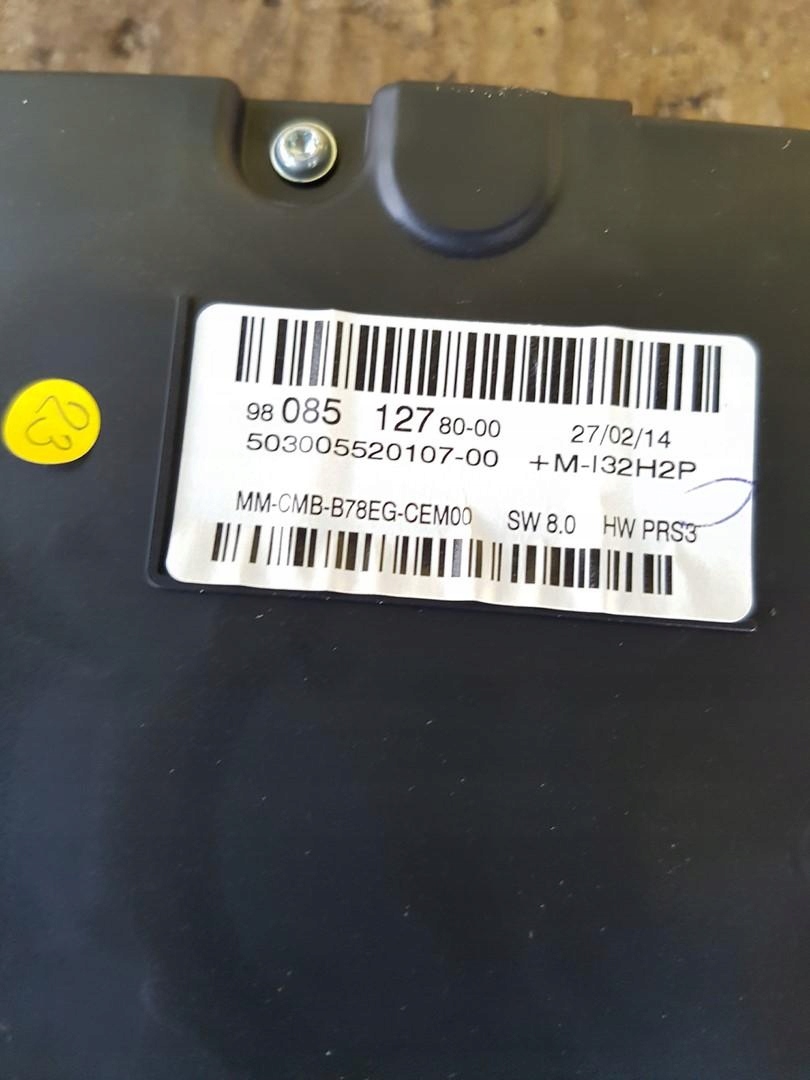 98 085 127 80-00 27/02/14
503005520107-00 +M-I32H2P
MM-CMB-B78EG-CEM00 SW 8.0 HW PRS3
23